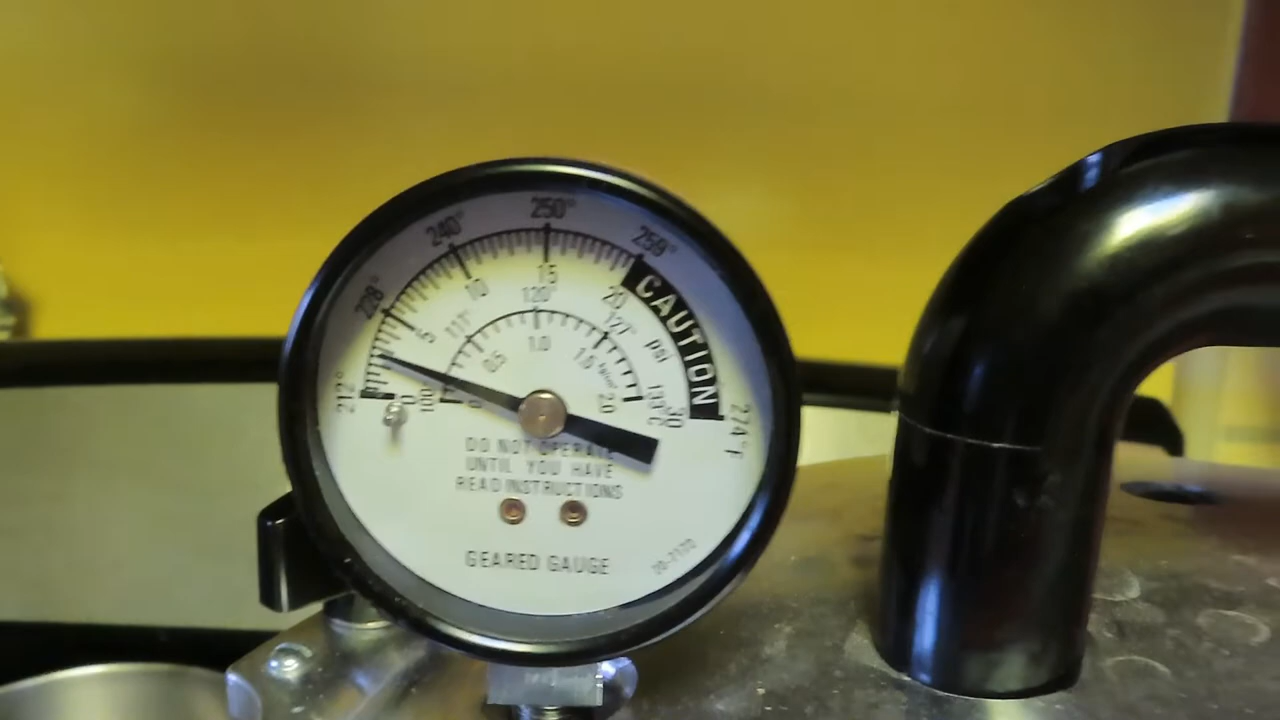 212° 228° 240° 250° 259° 274°F
0 5 10 15 20 30
psi
CAUTION
100 111° 120° 127° 133°C
0 0.5 1.0 1.5 2.0
DO NOT OPERATE
UNTIL YOU HAVE
READ INSTRUCTIONS
GEARED GAUGE